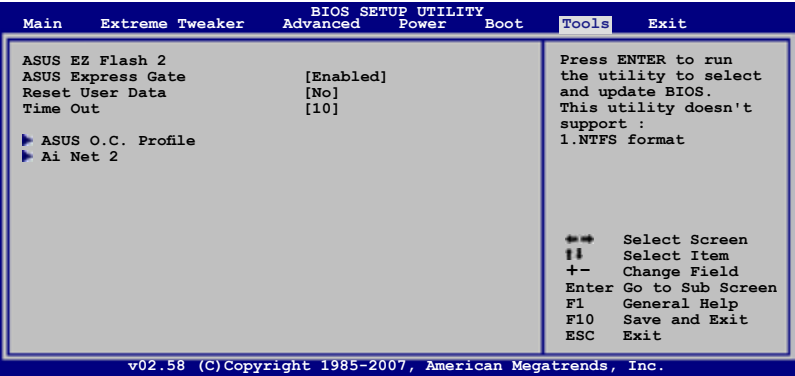 BIOS SETUP UTILITY
Main Extreme Tweaker Advanced Power Boot Tools Exit
ASUS EZ Flash 2
ASUS Express Gate [Enabled]
Reset User Data [No]
Time Out [10]
ASUS O.C. Profile
Ai Net 2
Press ENTER to run
the utility to select
and update BIOS.
This utility doesn't
support :
1.NTFS format
Select Screen
Select Item
+- Change Field
Enter Go to Sub Screen
F1 General Help
F10 Save and Exit
ESC Exit
v02.58 (C)Copyright 1985-2007, American Megatrends, Inc.